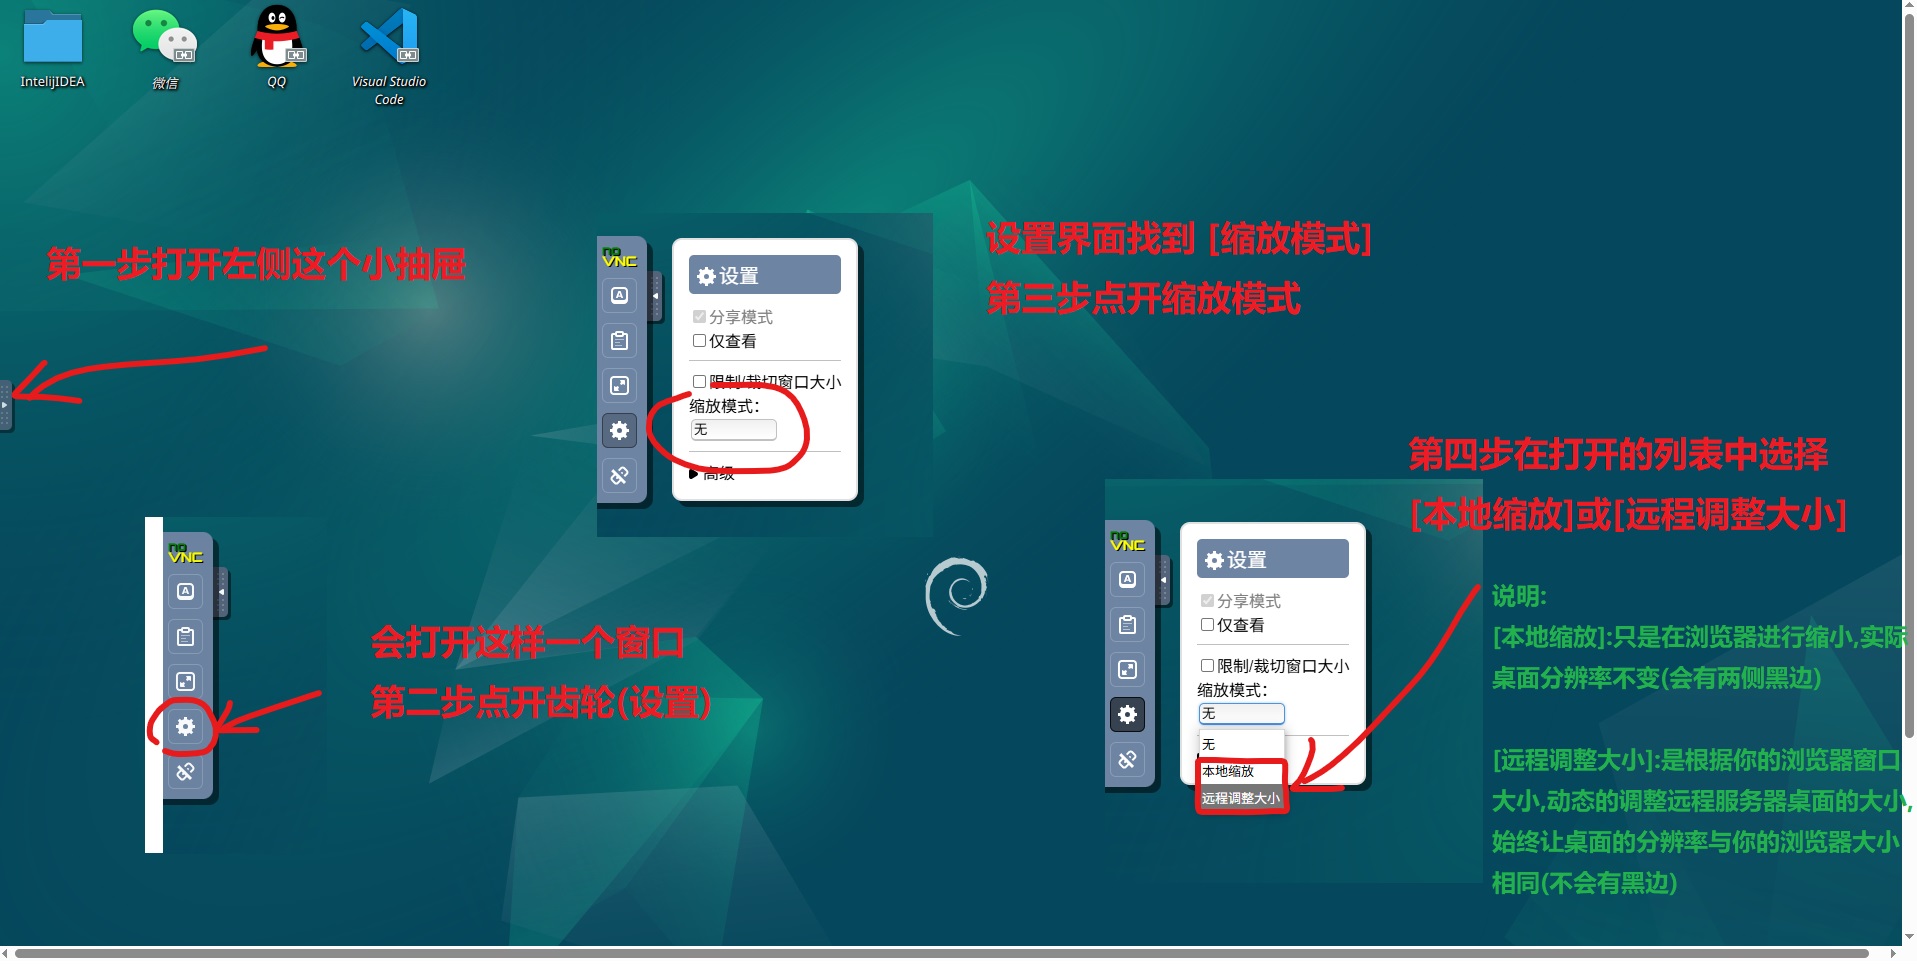 IntelijIDEA
微信
QQ
Visual Studio
Code
第一步打开左侧这个小抽屉
no
VNC
A
设置
分享模式
仅查看
限制/裁切窗口大小
缩放模式：
无
高级
设置界面找到 [缩放模式]
第三步点开缩放模式
no
VNC
A
会打开这样一个窗口
第二步点开齿轮(设置)
第四步在打开的列表中选择
[本地缩放]或[远程调整大小]
no
VNC
A
设置
分享模式
仅查看
限制/裁切窗口大小
缩放模式：
无
无
本地缩放
远程调整大小
说明:
[本地缩放]:只是在浏览器进行缩小,实际
桌面分辨率不变(会有两侧黑边)
[远程调整大小]:是根据你的浏览器窗口
大小,动态的调整远程服务器桌面的大小,
始终让桌面的分辨率与你的浏览器大小
相同(不会有黑边)